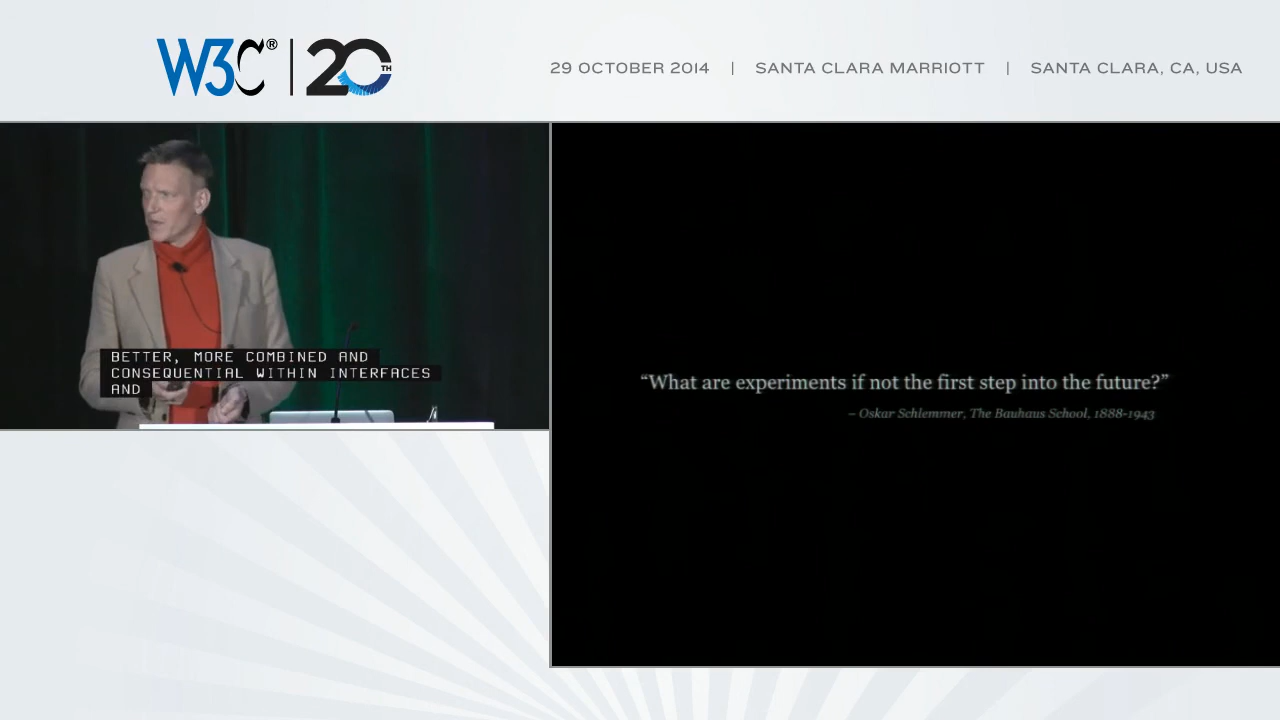 W3C® | 20TH
29 OCTOBER 2014 | SANTA CLARA MARRIOTT | SANTA CLARA, CA, USA
BETTER, MORE COMBINED AND
CONSEQUENTIAL WITHIN INTERFACES
AND
“What are experiments if not the first step into the future?”
– Oskar Schlemmer, The Bauhaus School, 1888-1943